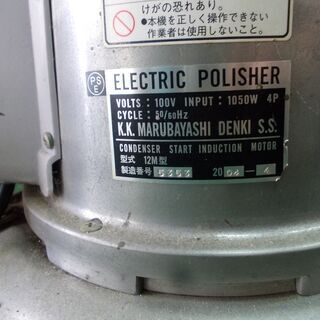 けがの恐れあり。
●本機を正しく操作できない
作業者は使用しないこと。
PS
E
ELECTRIC POLISHER
VOLTS : 100V INPUT : 1050W 4P
CYCLE : 50/60Hz
K.K. MARUBAYASHI DENKI S.S.
CONDENSER START INDUCTION MOTOR
型式 12M型
製造番号 5353 2004 - 4